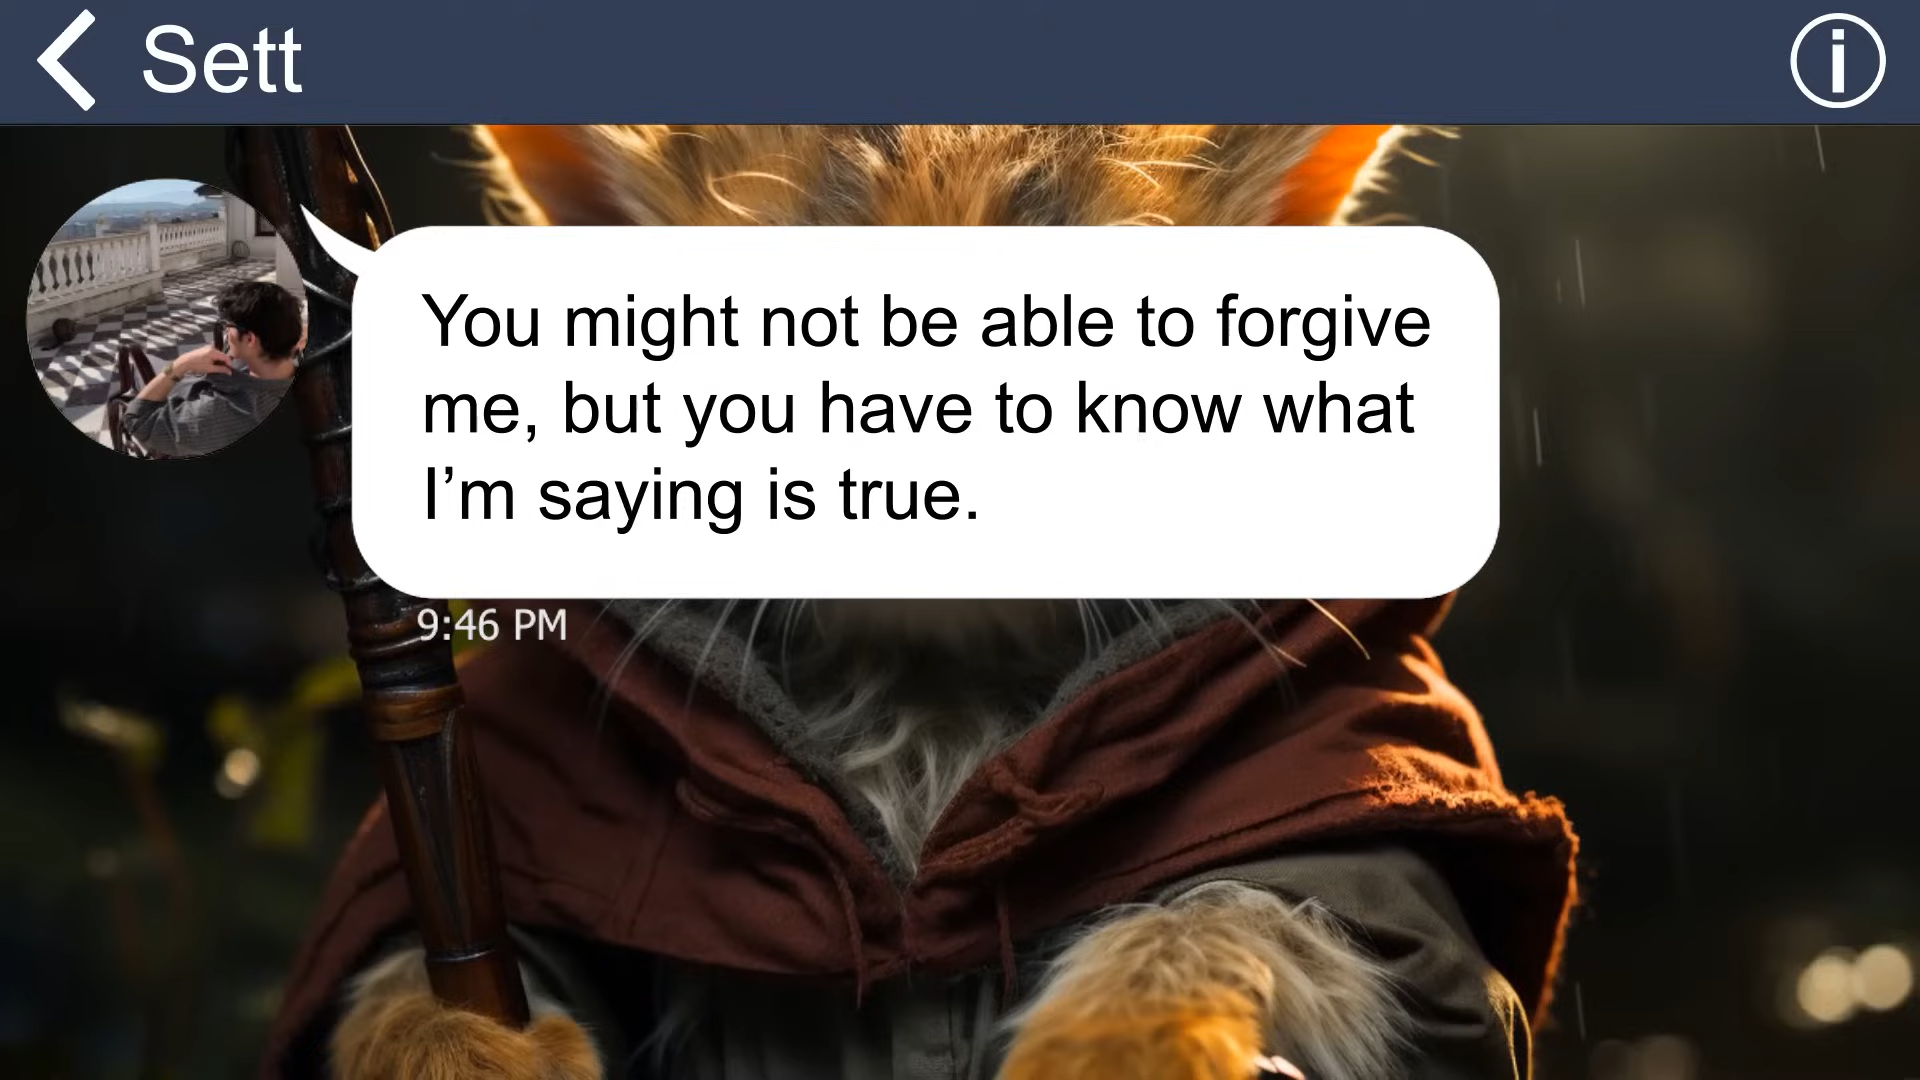 Sett
You might not be able to forgive
me, but you have to know what
I’m saying is true.
9:46 PM